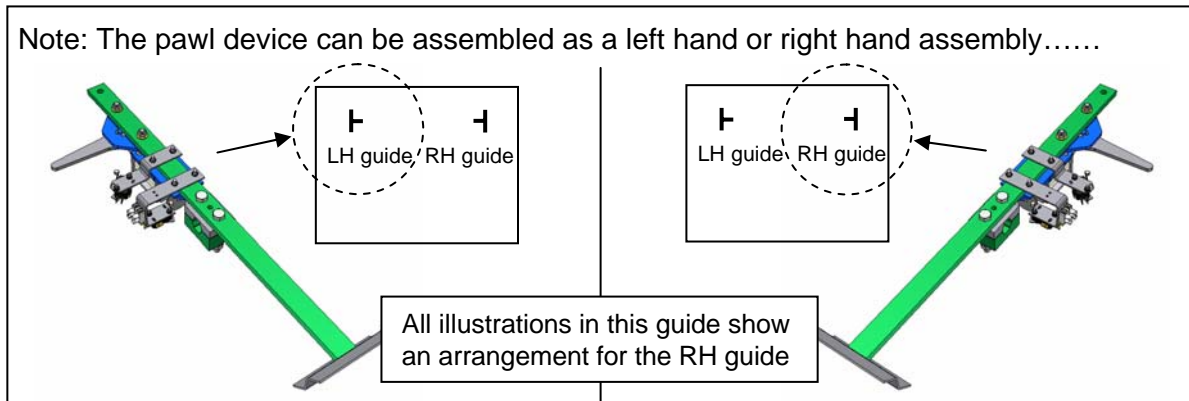 Note: The pawl device can be assembled as a left hand or right hand assembly……
LH guide RH guide
LH guide RH guide
All illustrations in this guide show
an arrangement for the RH guide